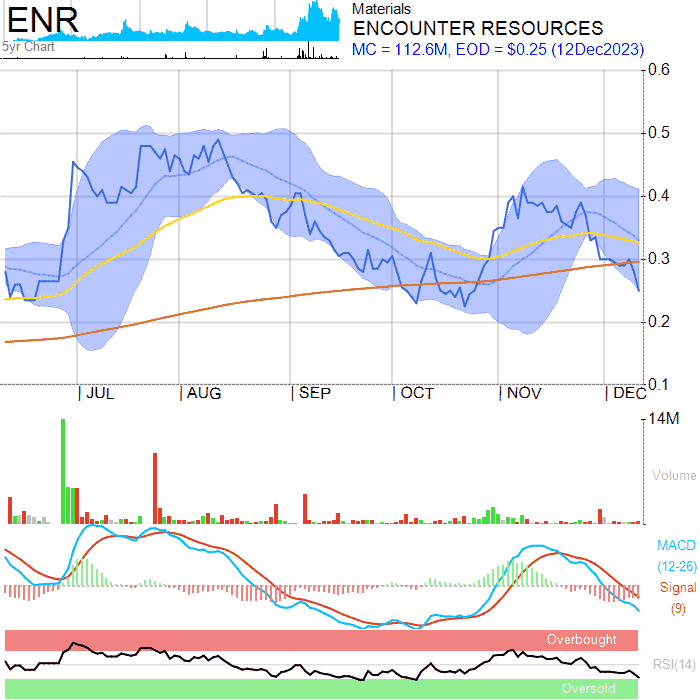 ENR
5yr Chart
Materials
ENCOUNTER RESOURCES
MC = 112.6M, EOD = $0.25 (12Dec2023)
0.6
0.5
0.4
0.3
0.2
0.1
| JUL | AUG | SEP | OCT | NOV | DEC
14M
Volume
MACD
(12-26)
Signal
(9)
Overbought
RSI(14)
Oversold